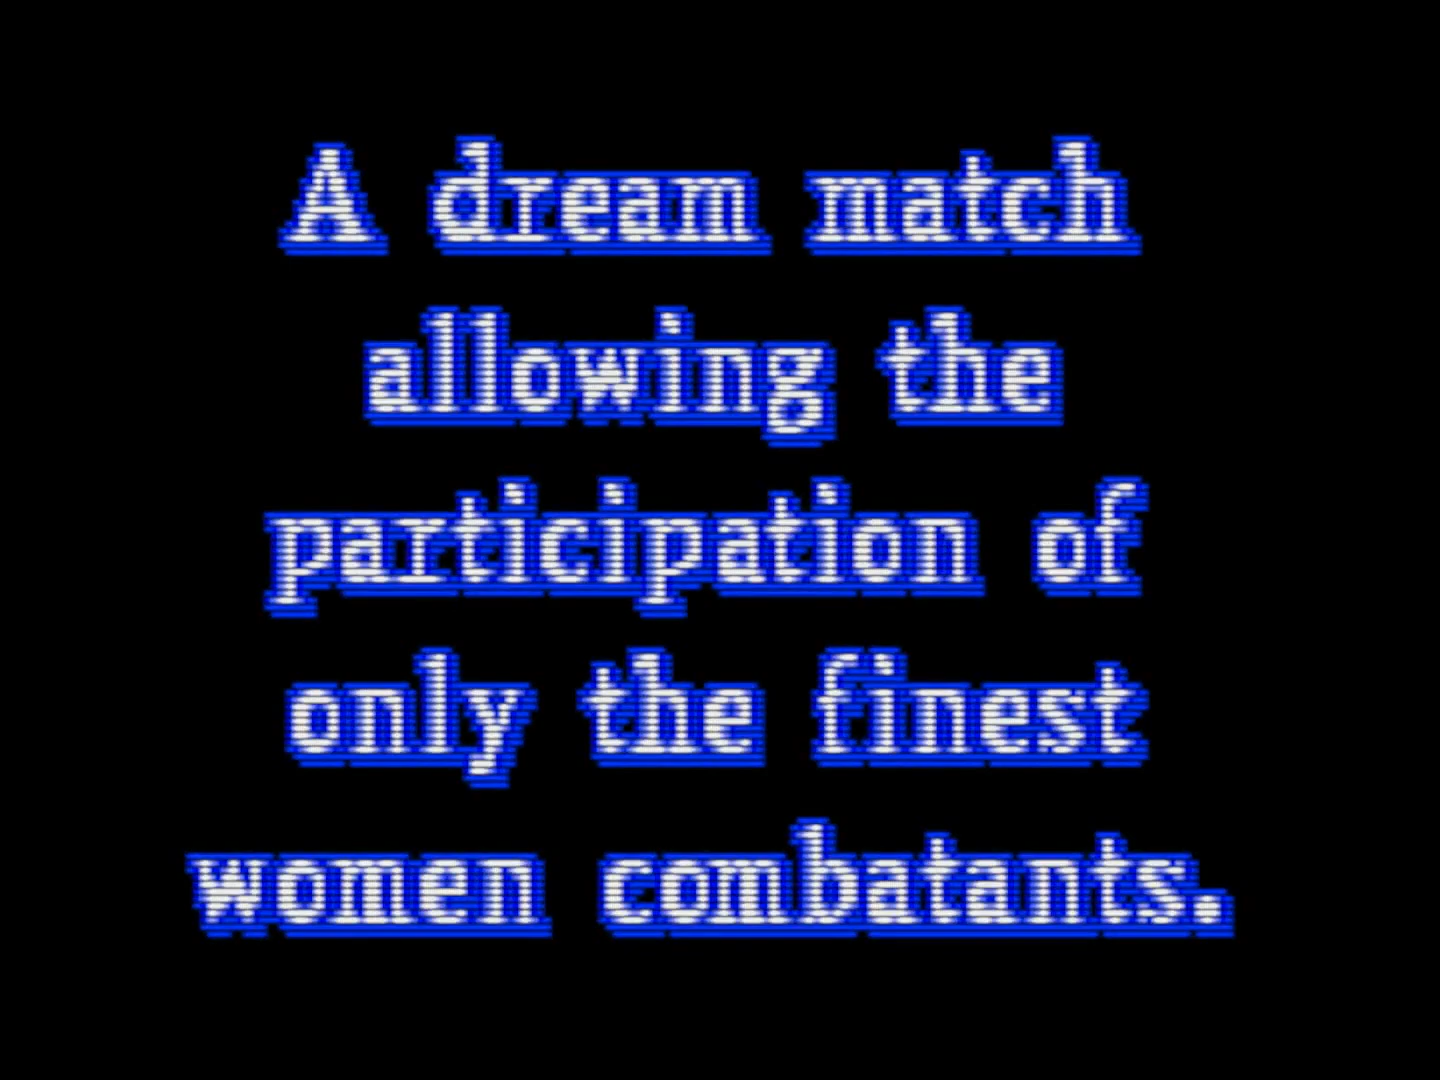 A dream match
allowing the
participation of
only the finest
women combatants.